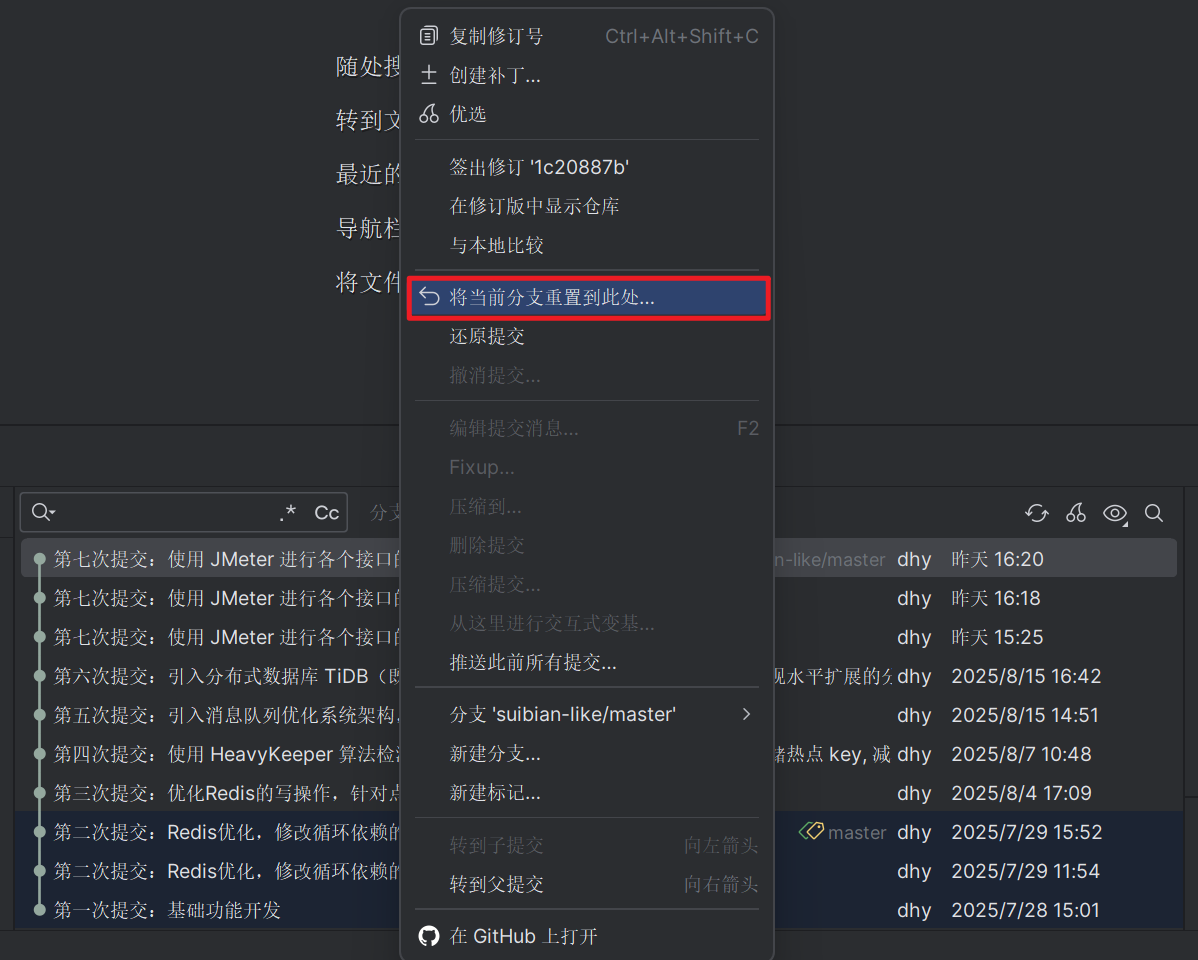 复制修订号 Ctrl+Alt+Shift+C
随处搜
创建补丁...
转到文
优选
最近的
签出修订 '1c20887b'
在修订版中显示仓库
导航栏
与本地比较
将文件
将当前分支重置到此处...
还原提交
撤消提交...
编辑提交消息... F2
Fixup...
.* Cc 分支
压缩到...
删除提交
第七次提交：使用 JMeter 进行各个接口的 n-like/master dhy 昨天 16:20
压缩提交...
第七次提交：使用 JMeter 进行各个接口的 dhy 昨天 16:18
从这里进行交互式变基...
第七次提交：使用 JMeter 进行各个接口的 dhy 昨天 15:25
推送此前所有提交...
第六次提交：引入分布式数据库 TiDB（既 现水平扩展的分 dhy 2025/8/15 16:42
分支 'suibian-like/master'
第五次提交：引入消息队列优化系统架构， dhy 2025/8/15 14:51
新建分支...
第四次提交：使用 HeavyKeeper 算法检测 储热点 key, 减 dhy 2025/8/7 10:48
新建标记...
第三次提交：优化Redis的写操作，针对点 dhy 2025/8/4 17:09
第二次提交：Redis优化，修改循环依赖的 master dhy 2025/7/29 15:52
转到子提交 向左箭头
第二次提交：Redis优化，修改循环依赖的 dhy 2025/7/29 11:54
转到父提交 向右箭头
第一次提交：基础功能开发 dhy 2025/7/28 15:01
在 GitHub 上打开